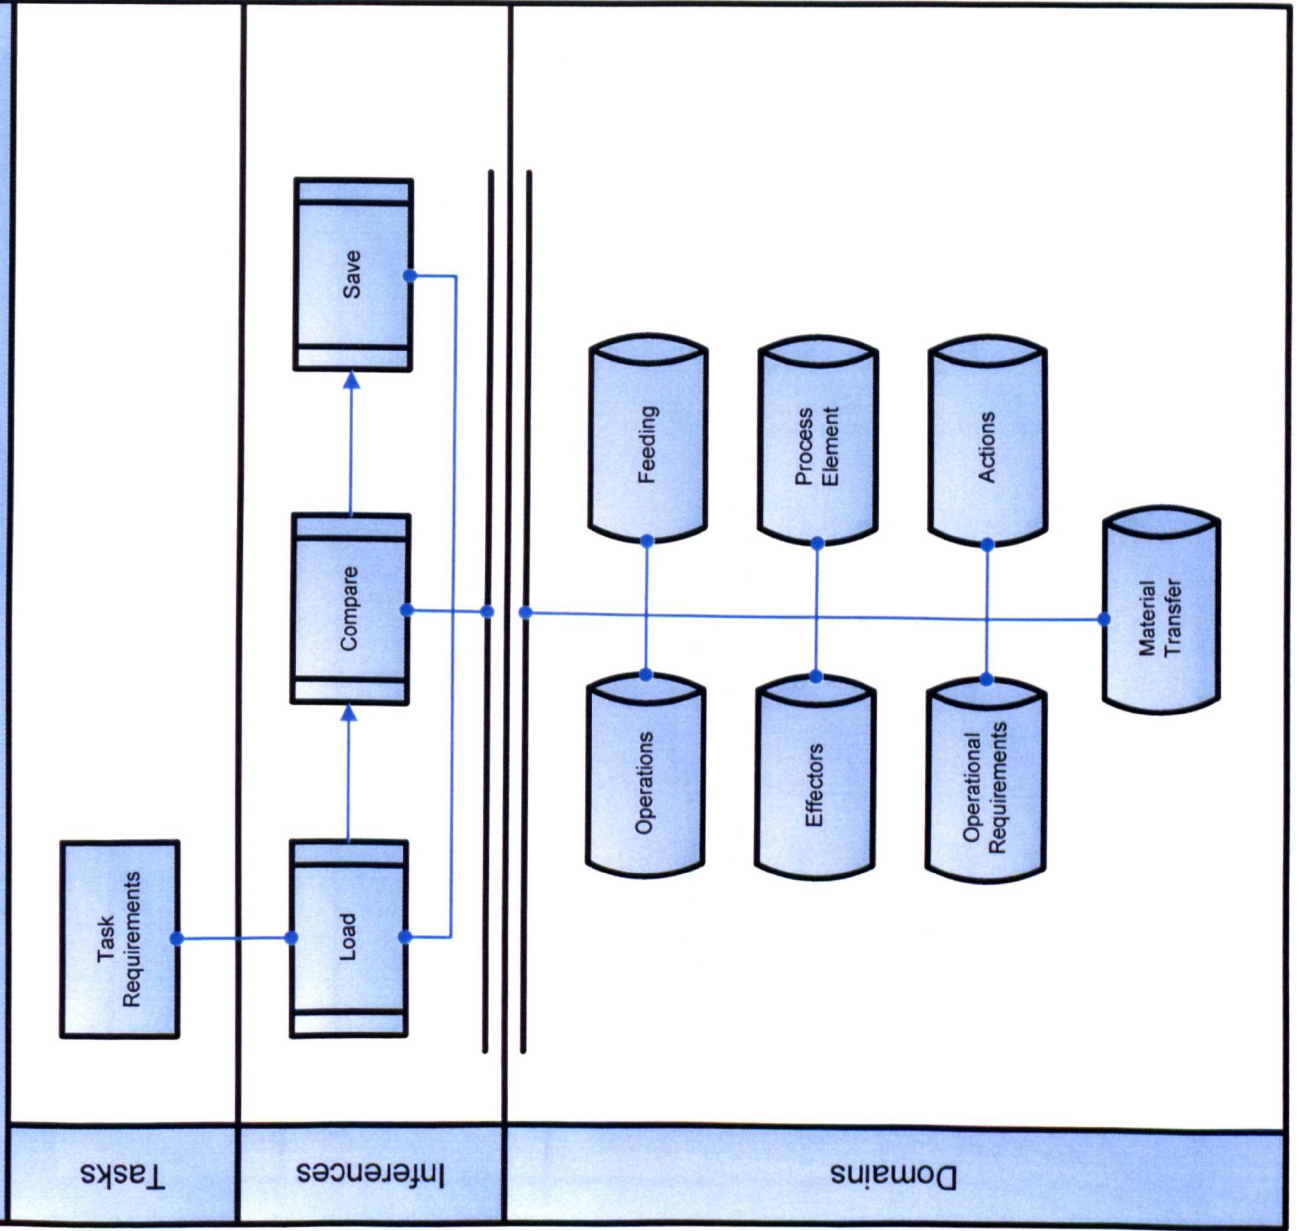 Tasks
Task
Requirements
Inferences
Load
Compare
Save
Domains
Operations
Feeding
Effectors
Process
Element
Operational
Requirements
Actions
Material
Transfer